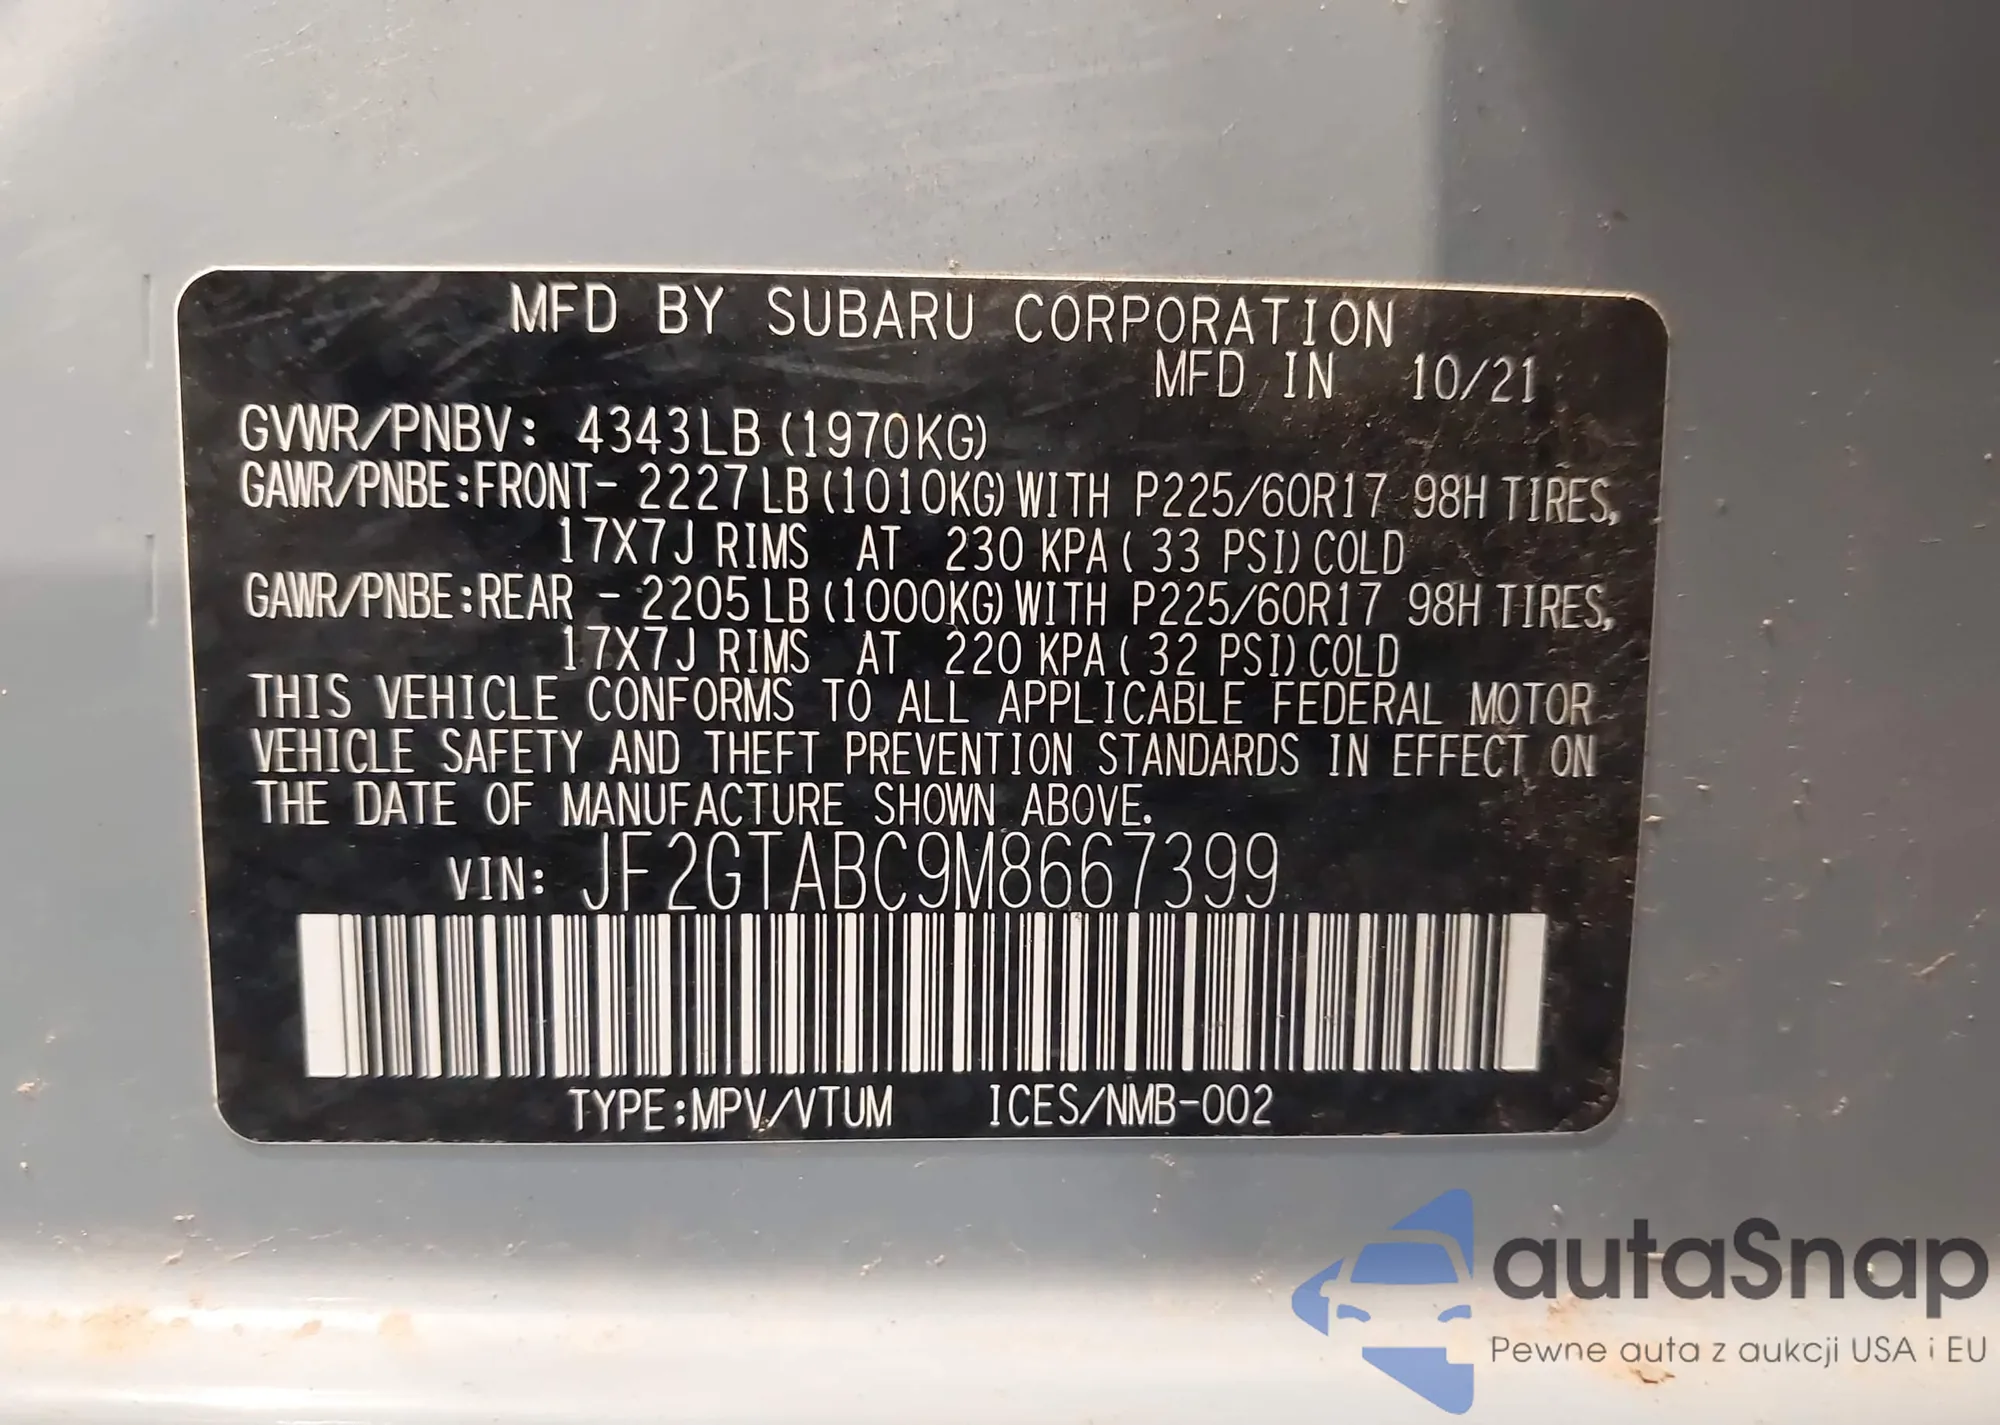 MFD BY SUBARU CORPORATION
MFD IN 10/21
GVWR/PNBV: 4343LB(1970KG)
GAWR/PNBE:FRONT- 2227LB(1010KG)WITH P225/60R17 98H TIRES,
17X7J RIMS AT 230 KPA( 33 PSI)COLD
GAWR/PNBE:REAR - 2205LB(1000KG)WITH P225/60R17 98H TIRES,
17X7J RIMS AT 220 KPA( 32 PSI)COLD
THIS VEHICLE CONFORMS TO ALL APPLICABLE FEDERAL MOTOR
VEHICLE SAFETY AND THEFT PREVENTION STANDARDS IN EFFECT ON
THE DATE OF MANUFACTURE SHOWN ABOVE.
VIN: JF2GTABC9M8667399
TYPE:MPV/VTUM ICES/NMB-002
autaSnap
Pewne auta z aukcji USA i EU